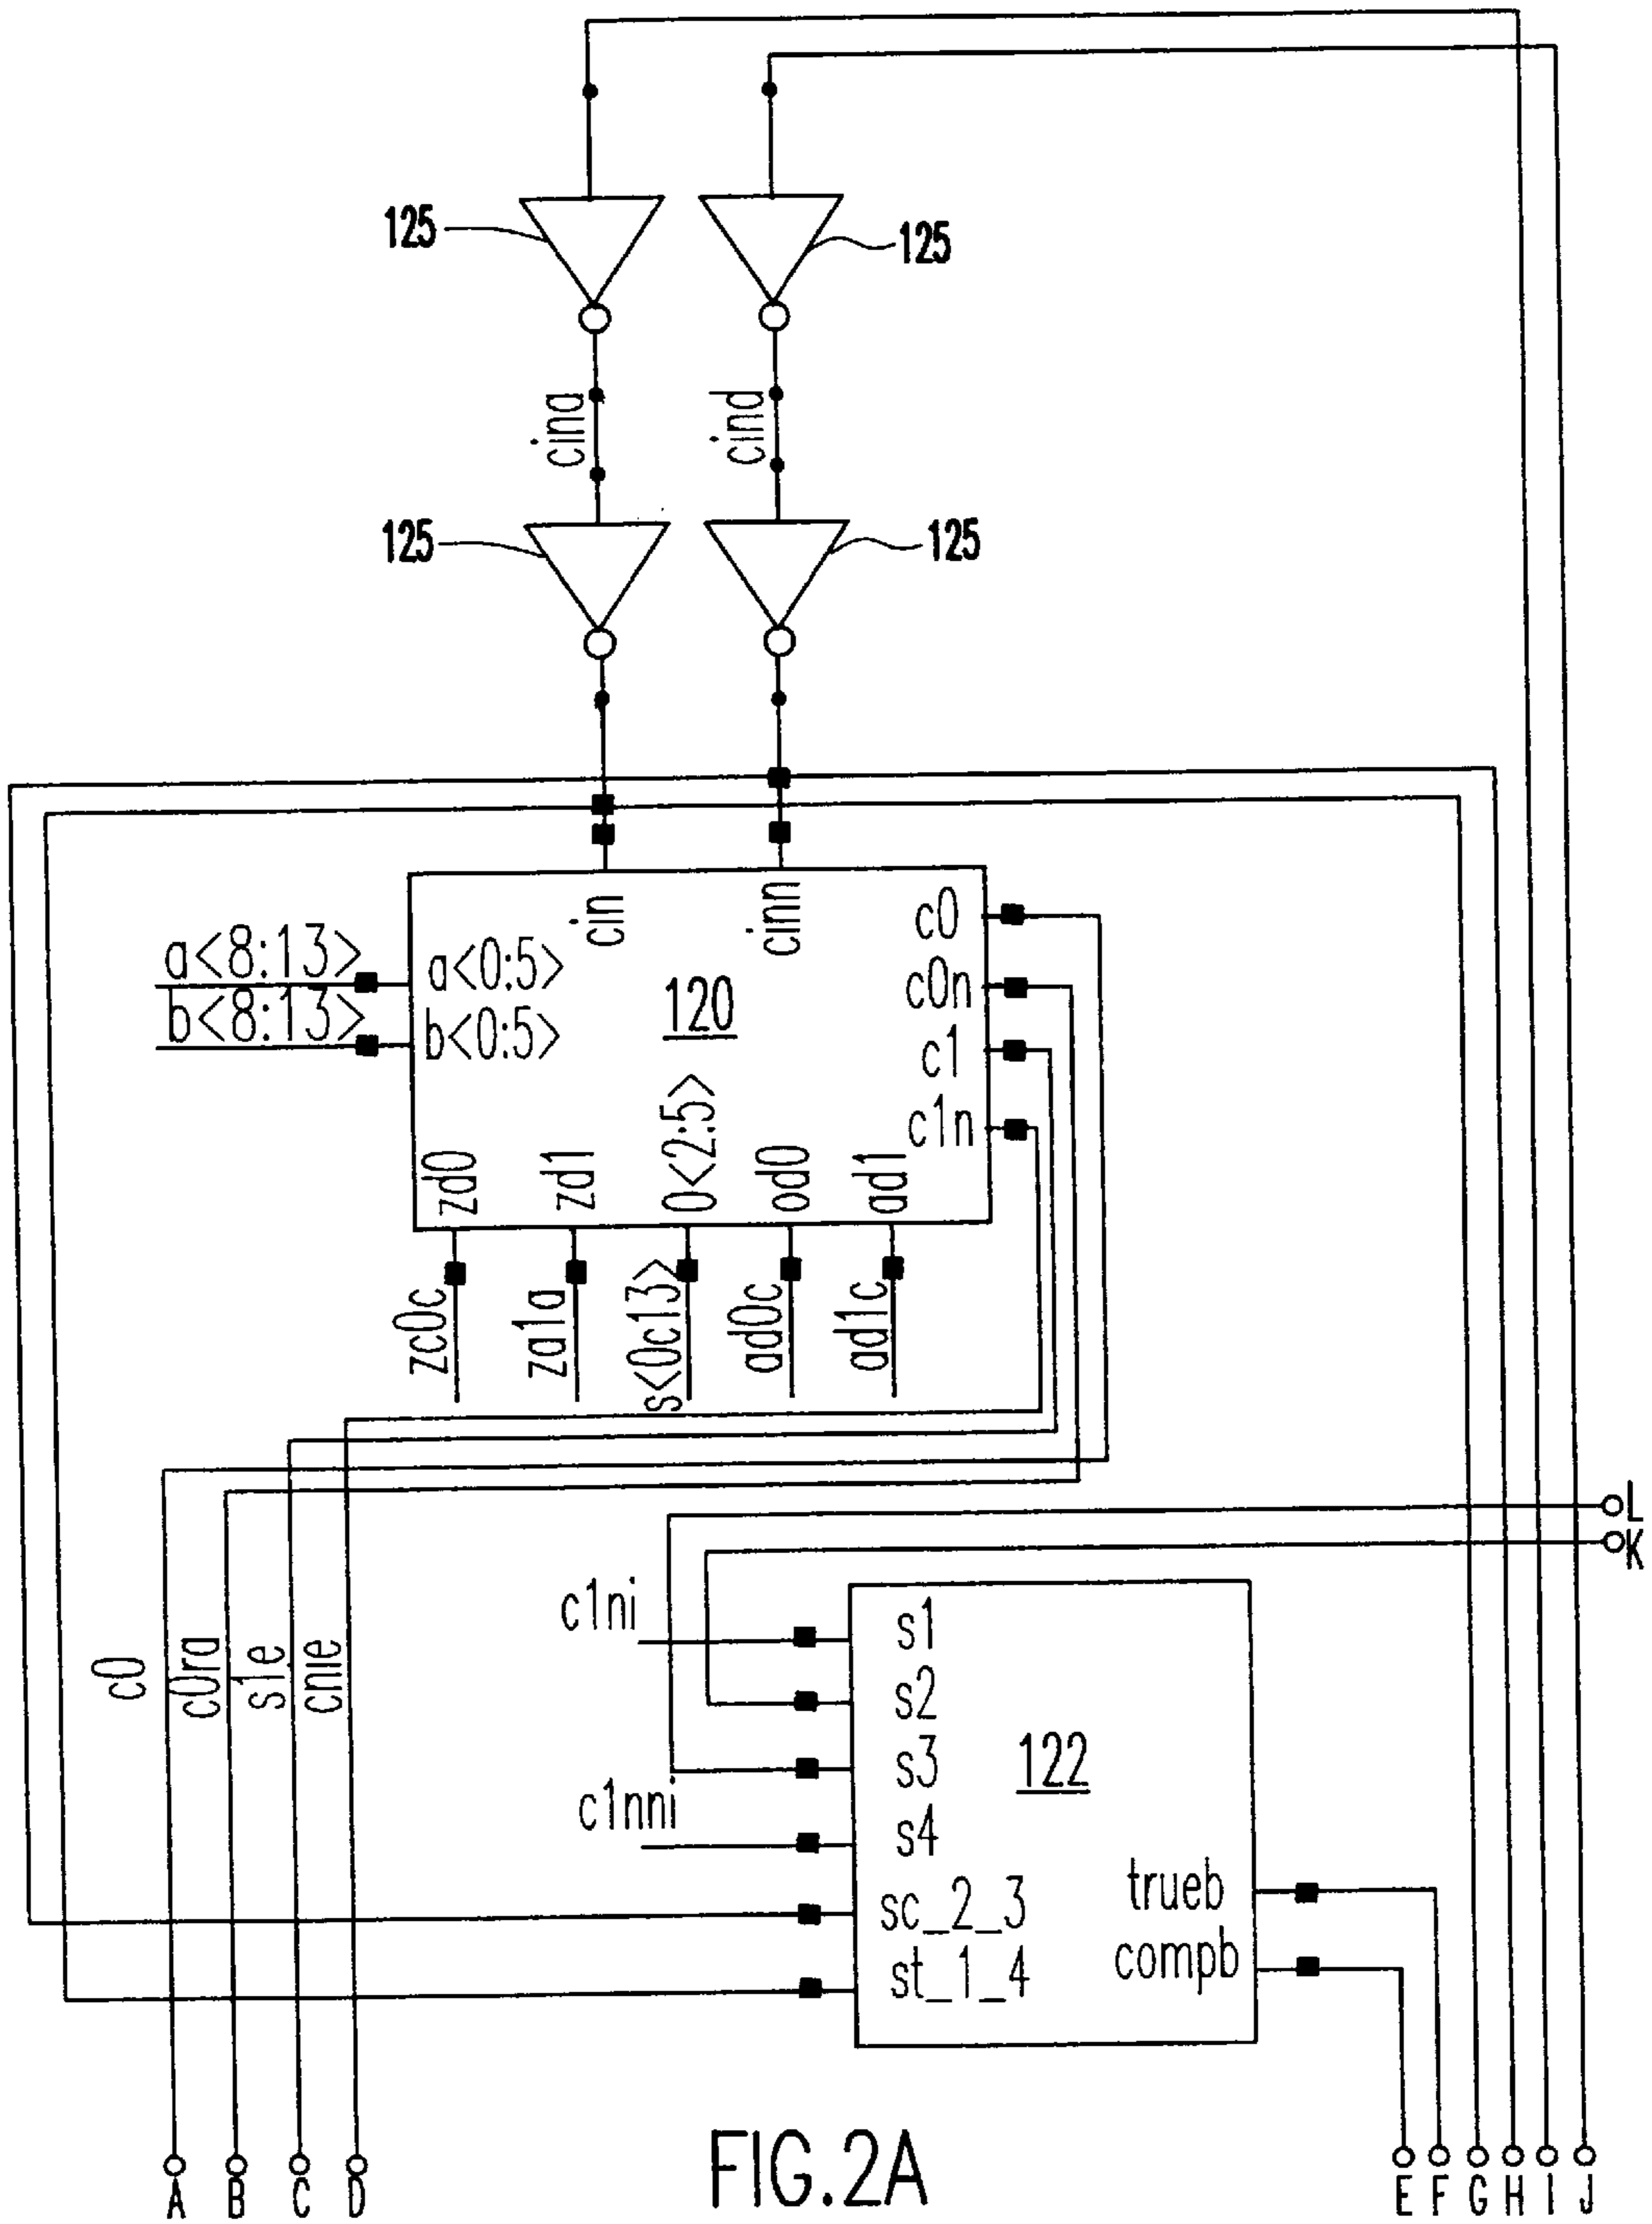 125
125
cina
cind
125
125
cin
cinn
c0
a<8:13>
a<0:5>
120
c0n
b<8:13>
b<0:5>
c1
c1n
zd0
zd1
0<2:5>
od0
ad1
zc0c
za1a
s<0c13>
ad0c
ad1c
L
K
c1ni
s1
c0
c0ra
s1e
cnie
s2
s3
122
c1nni
s4
trueb
sc_2_3
compb
st_1_4
FIG.2A
A
B
C
D
E
F
G
H
I
J